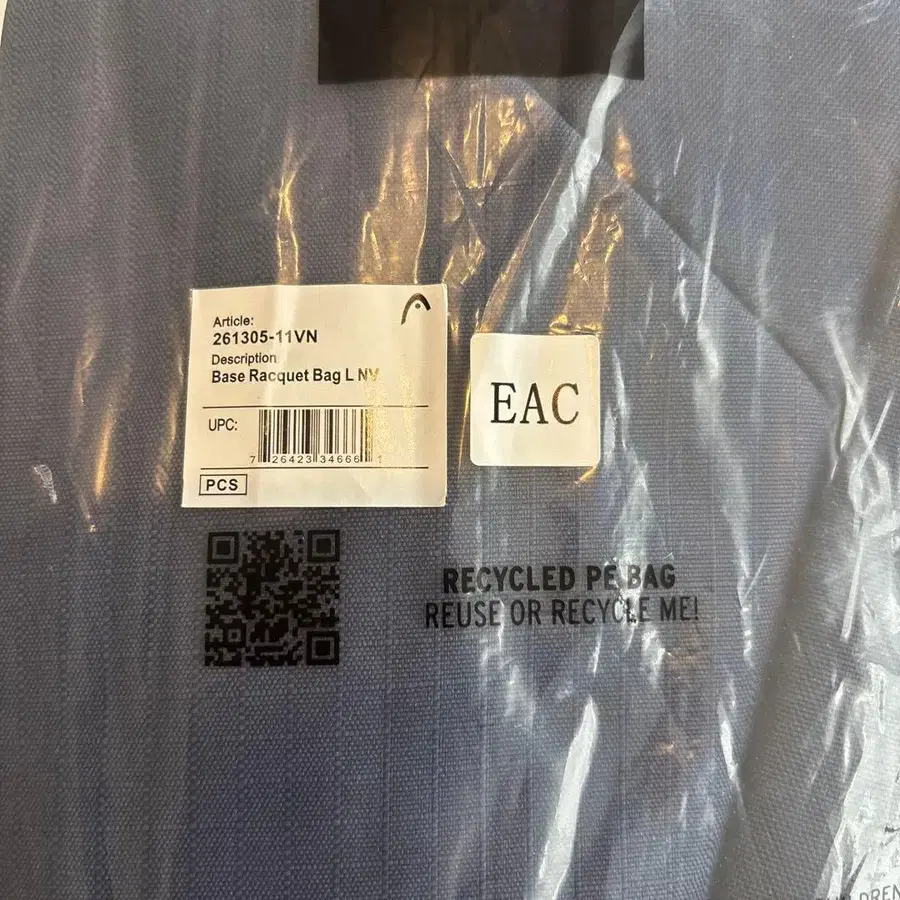 Article:
261305-11VN
Description
Base Racquet Bag L NV
UPC:
7 26423 34666 1
PCS
EAC
RECYCLED PE BAG
REUSE OR RECYCLE ME!